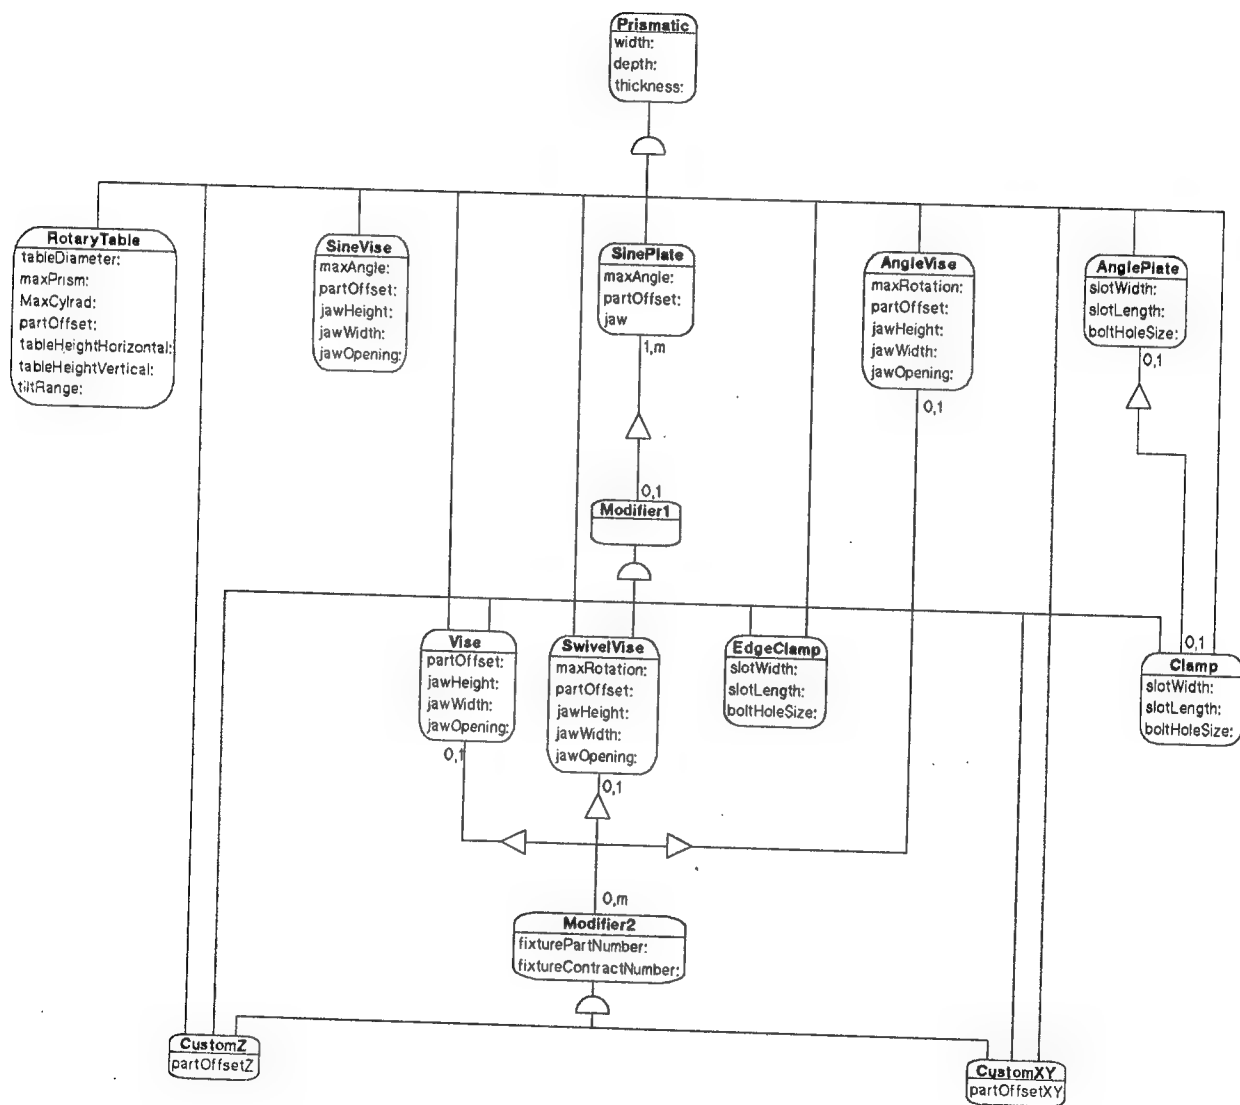 Prismatic
width:
depth:
thickness:
RotaryTable
tableDiameter:
maxPrism:
MaxCylrad:
partOffset:
tableHeightHorizontal:
tableHeightVertical:
tiltRange:
SineVise
maxAngle:
partOffset:
jawHeight:
jawWidth:
jawOpening:
SinePlate
maxAngle:
partOffset:
jaw
1,m
AngleVise
maxRotation:
partOffset:
jawHeight:
jawWidth:
jawOpening:
0,1
AnglePlate
slotWidth:
slotLength:
boltHoleSize:
0,1
0,1
Modifier1
Vise
partOffset:
jawHeight:
jawWidth:
jawOpening:
0,1
SwivelVise
maxRotation:
partOffset:
jawHeight:
jawWidth:
jawOpening:
0,1
EdgeClamp
slotWidth:
slotLength:
boltHoleSize:
0,1
Clamp
slotWidth:
slotLength:
boltHoleSize:
0,m
Modifier2
fixturePartNumber:
fixtureContractNumber:
CustomZ
partOffsetZ
CustomXY
partOffsetXY